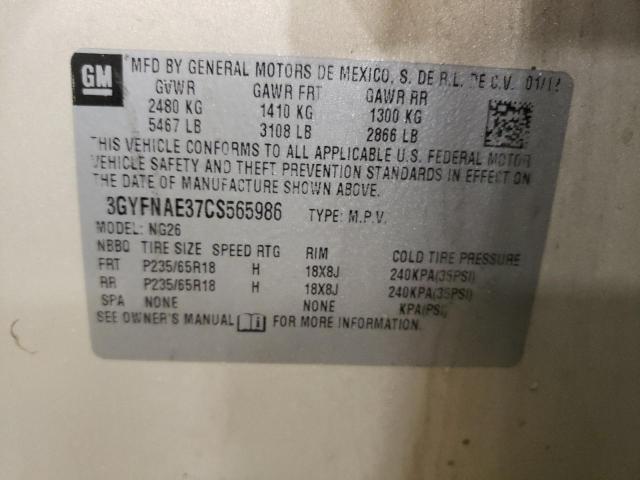 GM
MFD BY GENERAL MOTORS DE MEXICO, S. DE R.L. DE C.V. 01/12
GVWR GAWR FRT GAWR RR
2480 KG 1410 KG 1300 KG
5467 LB 3108 LB 2866 LB
THIS VEHICLE CONFORMS TO ALL APPLICABLE U.S. FEDERAL MOTOR
VEHICLE SAFETY AND THEFT PREVENTION STANDARDS IN EFFECT ON
THE DATE OF MANUFACTURE SHOWN ABOVE.
3GYFNAE37CS565986 TYPE: M.P.V.
MODEL: NG26
NBBQ TIRE SIZE SPEED RTG RIM COLD TIRE PRESSURE
FRT P235/65R18 H 18X8J 240KPA(35PSI)
RR P235/65R18 H 18X8J 240KPA(35PSI)
SPA NONE NONE KPA(PSI)
SEE OWNER'S MANUAL FOR MORE INFORMATION.